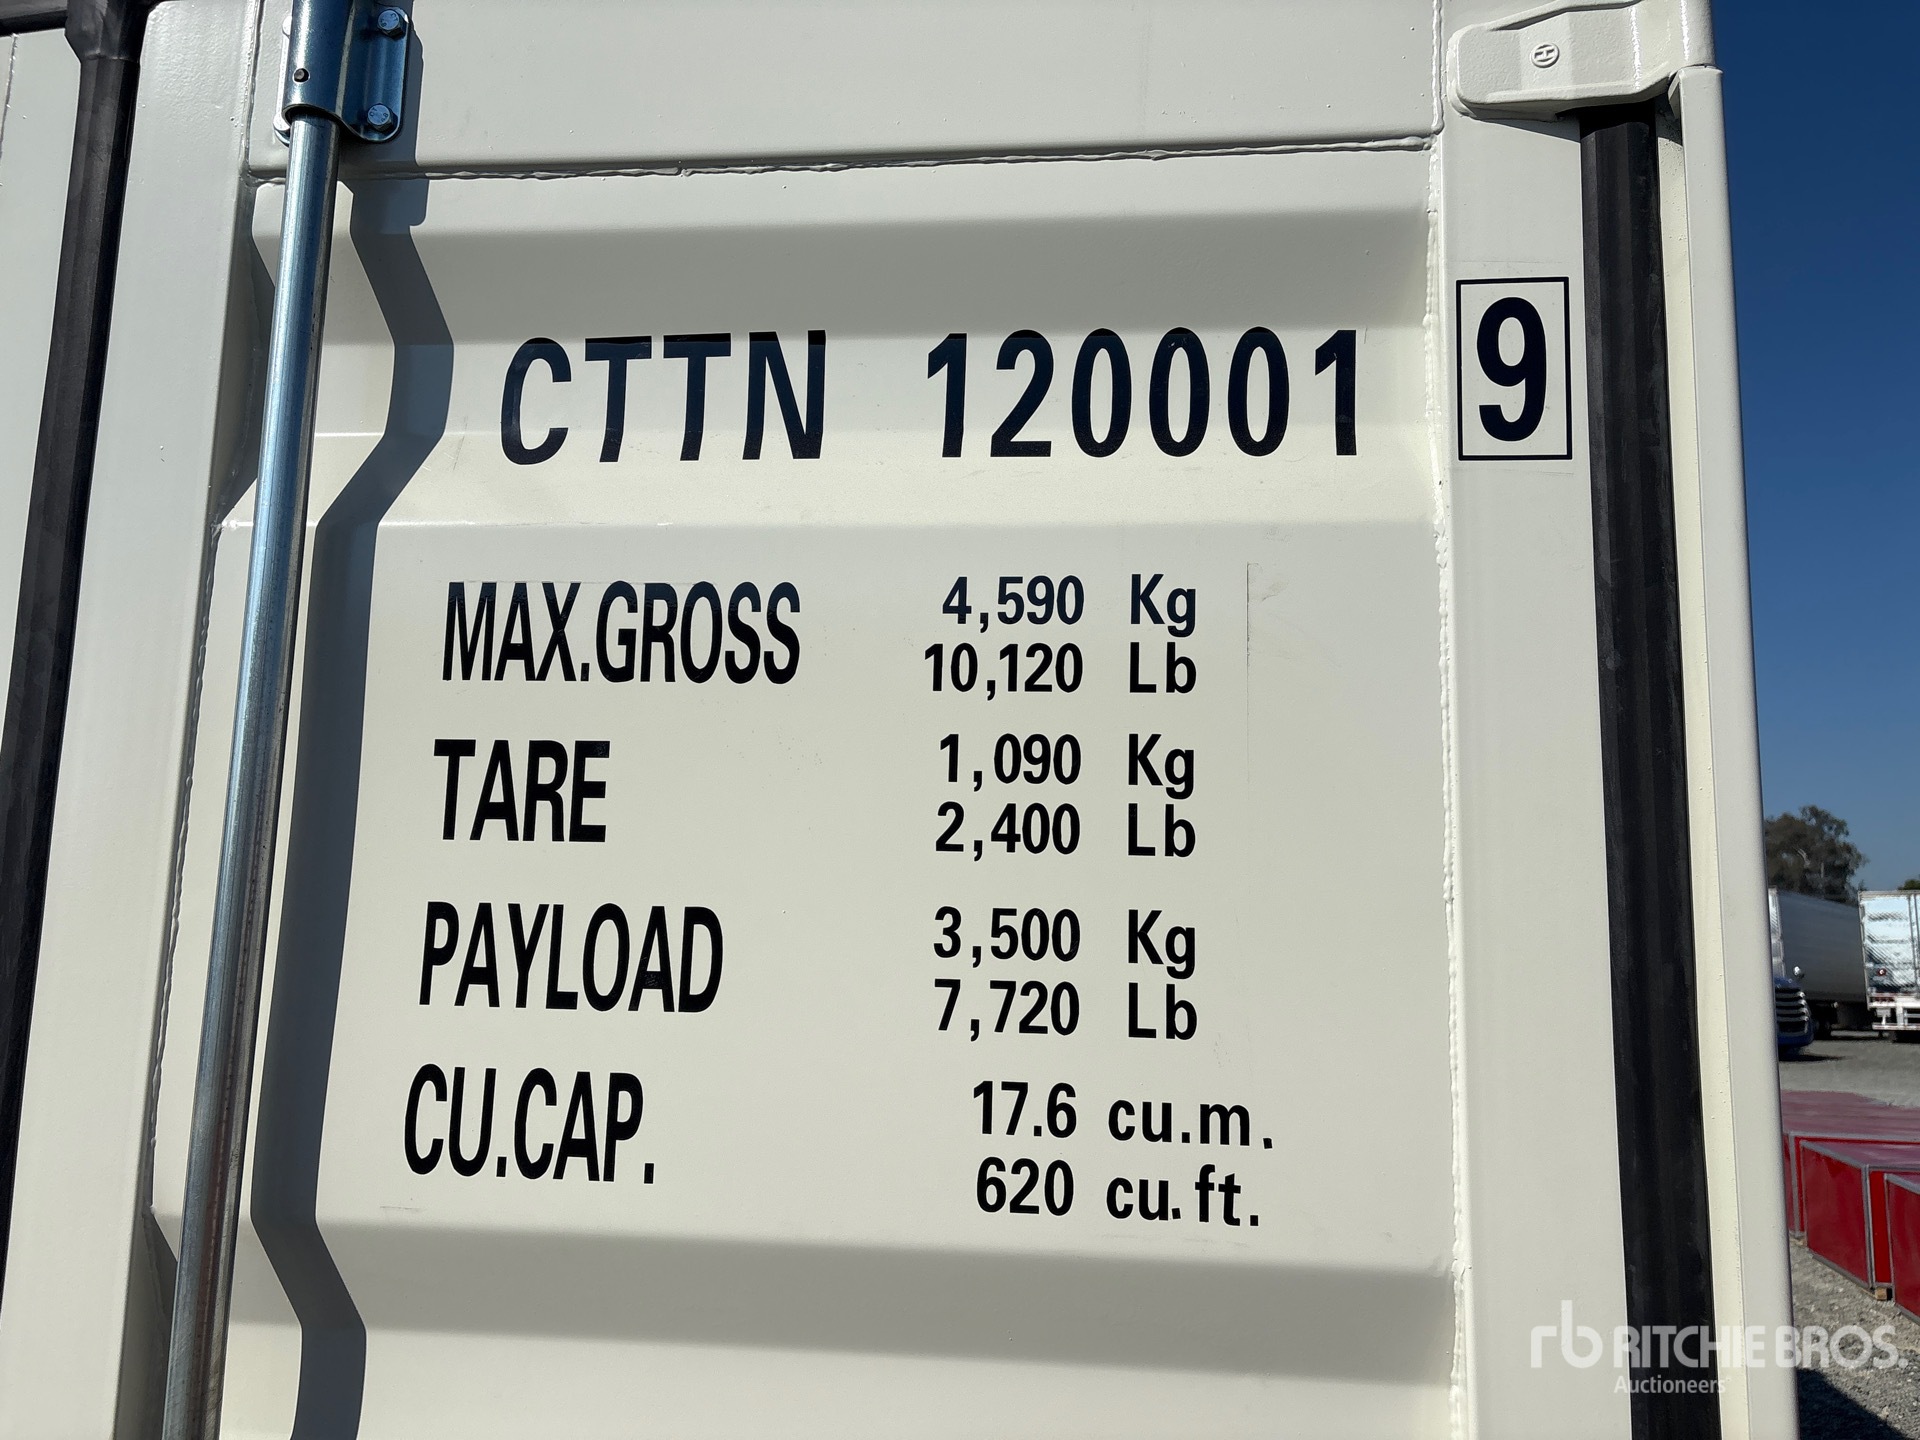 CTTN 120001 9
MAX.GROSS 4,590 Kg
10,120 Lb
TARE 1,090 Kg
2,400 Lb
PAYLOAD 3,500 Kg
7,720 Lb
CU.CAP. 17.6 cu.m.
620 cu.ft.
H
rb RITCHIE BROS.
Auctioneers